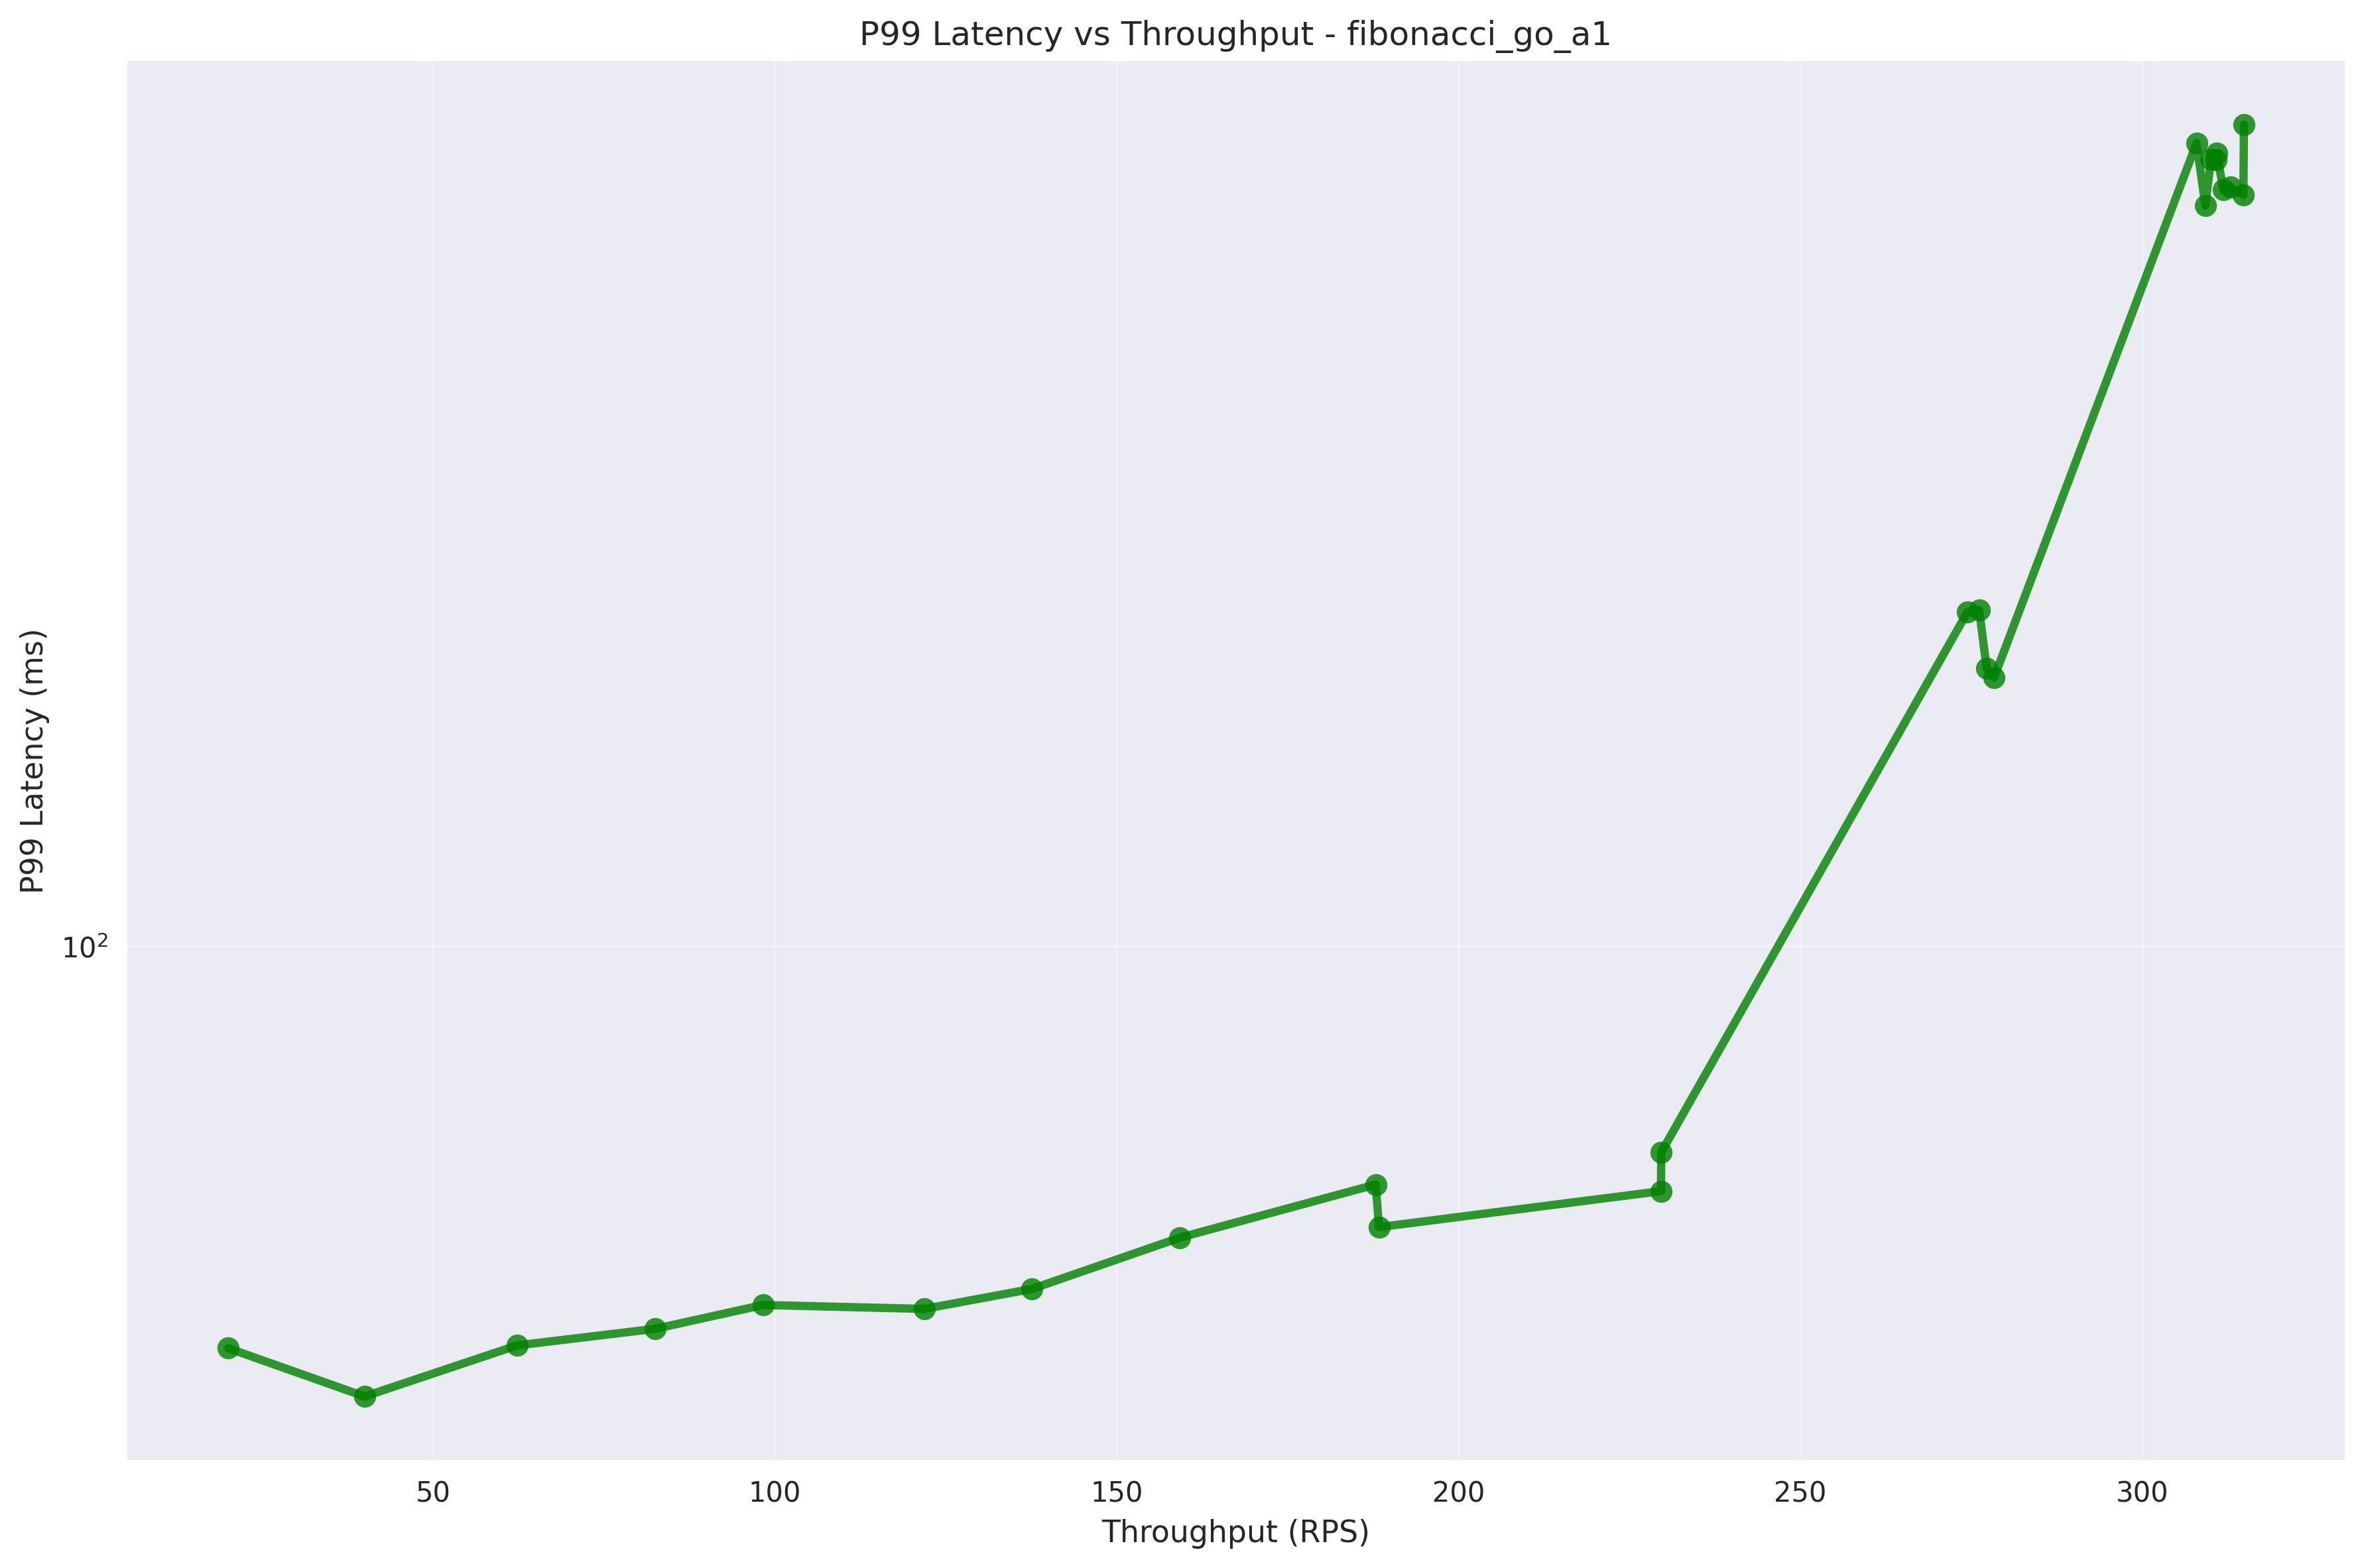 P99 Latency vs Throughput - fibonacci_go_a1
P99 Latency (ms)
10²
50 100 150 200 250 300
Throughput (RPS)